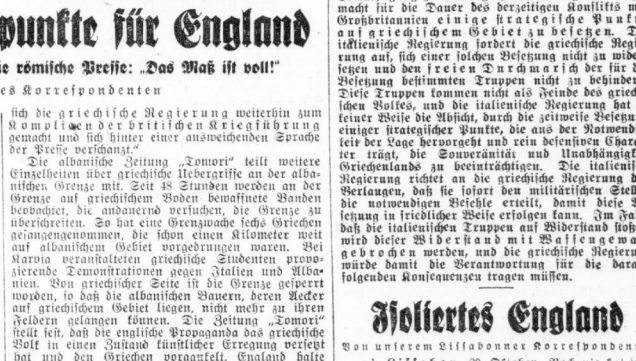 punkte für England
römische Presse: „Das Maß ist voll!"
Korrespondenten
sich die griechische Regierung weiterhin zum
Komplizen der britischen Kriegführung
gemacht und sich hinter einer ausweichenden Sprache
der Presse verschanzt."
Die albanische Zeitung „Tomori" teilt weitere
Einzelheiten über griechische Uebergriffe an der alba-
nischen Grenze mit. Seit 48 Stunden werden an der
Grenze auf griechischem Boden bewaffnete Banden
beobachtet, die andauernd versuchen, die Grenze zu
überschreiten. So hat eine Grenzwache sechs Griechen
gefangengenommen, die schon einen Kilometer weit
auf albanischem Gebiet vorgedrungen waren. Bei
veranstalteten griechische Studenten provo-
zierende Demonstrationen gegen Italien und Alba-
nien. Von griechischer Seite ist die Grenze gesperrt
worden, so daß die albanischen Bauern, deren Aecker
auf griechischem Gebiet liegen, nicht mehr zu ihren
Feldern gelangen können. Die Zeitung „Tomori"
stellt fest, daß die englische Propaganda das griechische
Volk in einen Zustand künstlicher Erregung versetzt
hat und den Griechen vorgaukelt, England halte
macht für die Dauer des derzeitigen Konflikts
Großbritannien einige strategische Punkt
auf griechischem Gebiet zu besetzen. D
italienische Regierung fordert die griechische Regie
rung auf, sich einer solchen Besetzung nicht zu wider
setzen und den freien Durchmarsch der für
Besetzung bestimmten Truppen nicht zu behinder
Diese Truppen kommen nicht als Feinde des griech
schen Volkes, und die italienische Regierung hat
keiner Weise die Absicht, durch die zeitweise Besetzun
einiger strategischer Punkte, die aus der Notwend
keit der Lage hervorgeht und rein defensiven Chara
ter trägt, die Souveränität und Unabhängigk
Griechenlands zu beeinträchtigen. Die italieni
Regierung richtet an die griechische Regierung d
Verlangen, daß sie sofort den militärischen Stell
die notwendigen Befehle erteilt, damit diese B
setzung in friedlicher Weise erfolgen kann. Im Fa
daß die italienischen Truppen auf Widerstand stoße
wird dieser Widerstand mit Waffengewa
gebrochen werden, und die griechische Regieru
würde damit die Verantwortung für die dara
folgenden Konsequenzen tragen müssen.
Isoliertes England
Von unserem Lissabonner Korrespondent